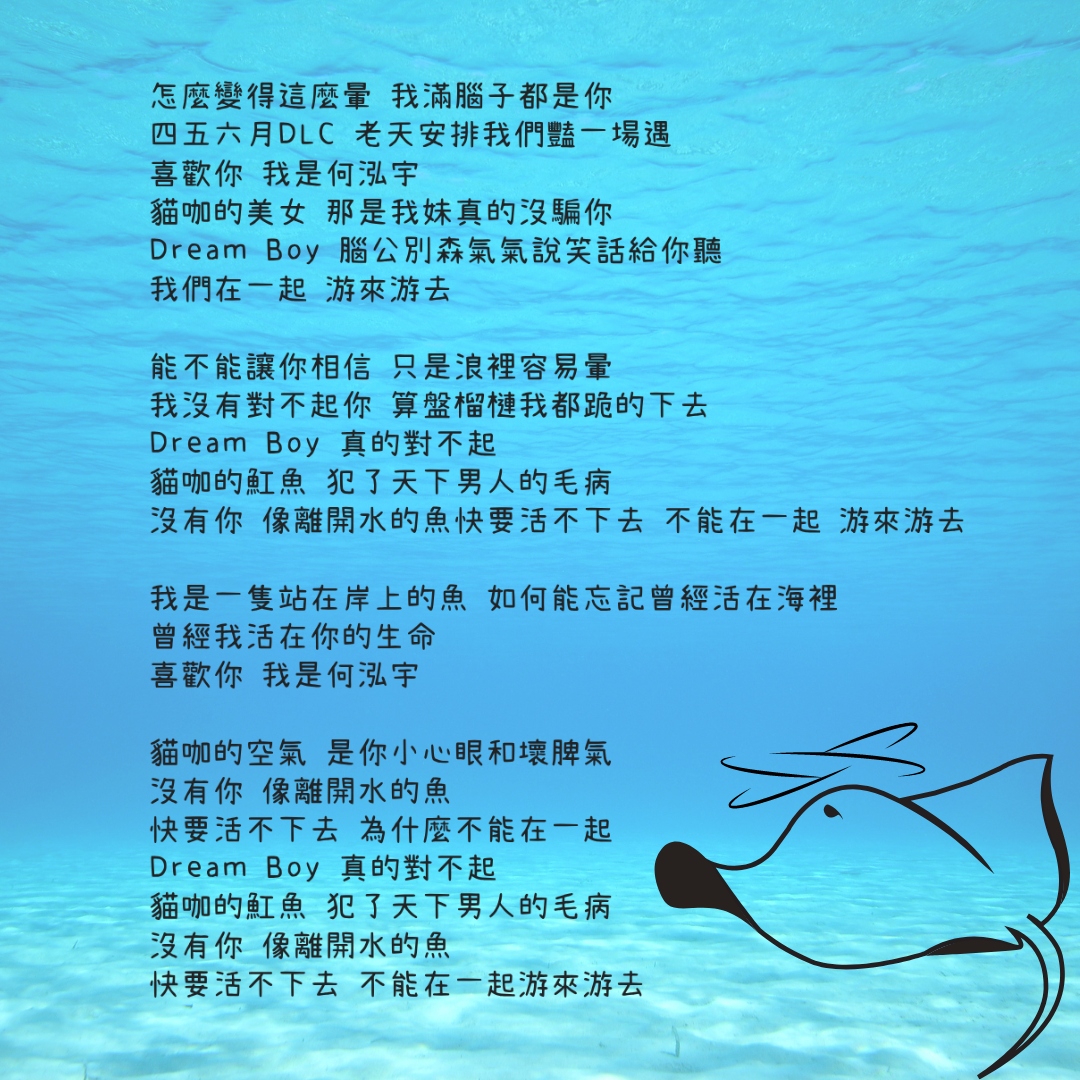 怎麼變得這麼暈 我滿腦子都是你
四五六月DLC 老天安排我們豔一場遇
喜歡你 我是何泓宇
貓咖的美女 那是我妹真的沒騙你
Dream Boy 腦公別森氣氣說笑話給你聽
我們在一起 游來游去
能不能讓你相信 只是浪裡容易暈
我沒有對不起你 算盤榴槤我都跪的下去
Dream Boy 真的對不起
貓咖的魟魚 犯了天下男人的毛病
沒有你 像離開水的魚快要活不下去 不能在一起 游來游去
我是一隻站在岸上的魚 如何能忘記曾經活在海裡
曾經我活在你的生命
喜歡你 我是何泓宇
貓咖的空氣 是你小心眼和壞脾氣
沒有你 像離開水的魚
快要活不下去 為什麼不能在一起
Dream Boy 真的對不起
貓咖的魟魚 犯了天下男人的毛病
沒有你 像離開水的魚
快要活不下去 不能在一起游來游去